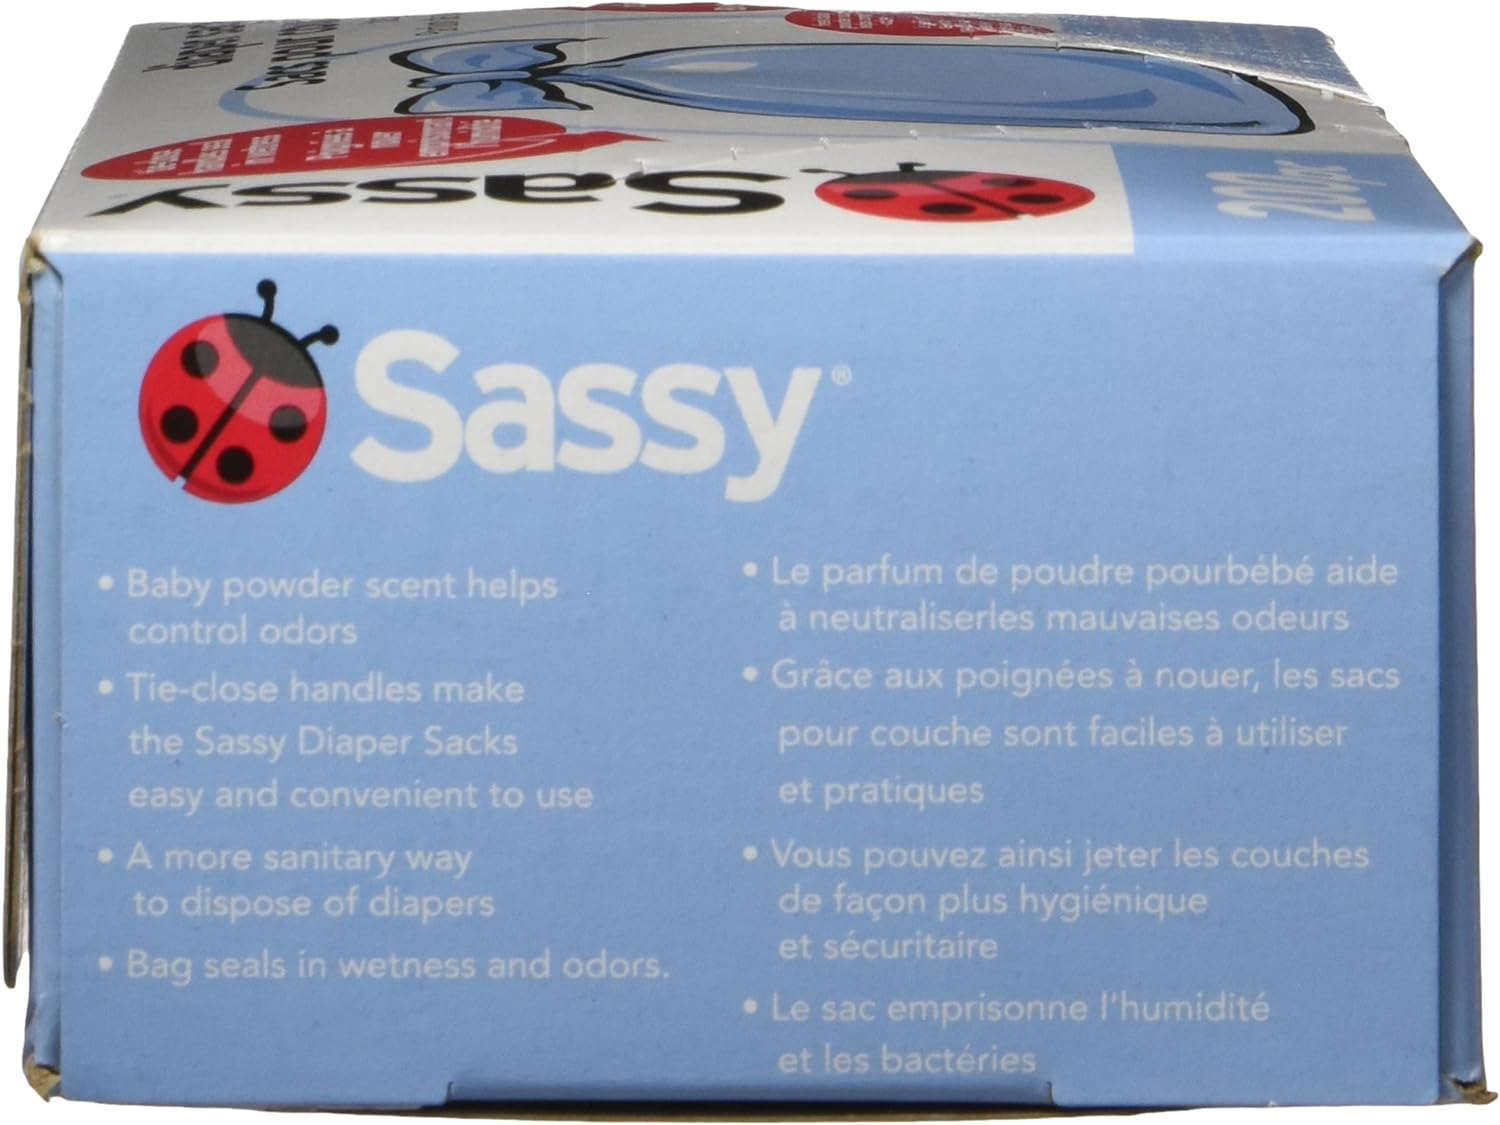 200pc
Sassy
Sassy®
• Baby powder scent helps
control odors
• Tie-close handles make
the Sassy Diaper Sacks
easy and convenient to use
• A more sanitary way
to dispose of diapers
• Bag seals in wetness and odors.
• Le parfum de poudre pourbébé aide
à neutraliserles mauvaises odeurs
• Grâce aux poignées à nouer, les sacs
pour couche sont faciles à utiliser
et pratiques
• Vous pouvez ainsi jeter les couches
de façon plus hygiénique
et sécuritaire
• Le sac emprisonne l'humidité
et les bactéries